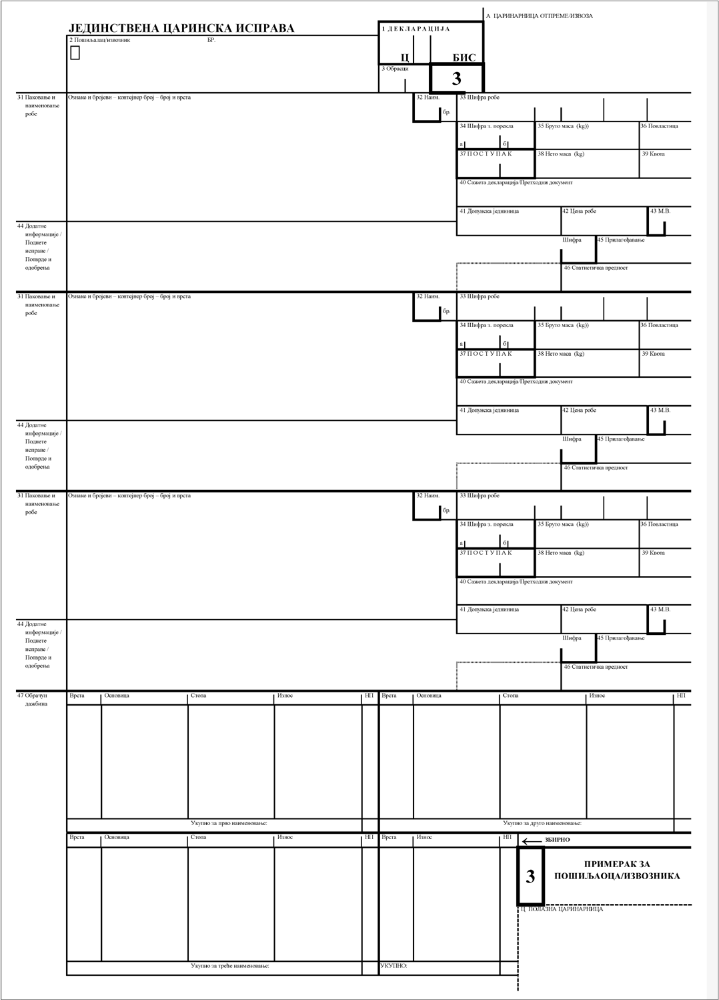 А ЦАРИНАРНИЦА ОТПРЕМЕ/ИЗВОЗА
ЈЕДИНСТВЕНА ЦАРИНСКА ИСПРАВА
1 Д Е К Л А Р А Ц И Ј А
2 Пошиљалац/извозник БР.
Ц БИС
3 Обрасци
3
31 Паковање и наименовање робе
Ознаке и бројеви – контејнер број – број и врста
32 Наим. бр.
33 Шифра робе
34 Шифра з. порекла
а б
35 Бруто маса (kg))
36 Повластица
37 П О С Т У П А К
38 Нето маса (kg)
39 Квота
40 Сажета декларација/Претходни документ
41 Допунска једнииница
42 Цена робе
43 М.В.
44 Додатне информације / Поднете исправе / Потврде и одобрења
Шифра
45 Прилагођавање
46 Статистичка вредност
31 Паковање и наименовање робе
Ознаке и бројеви – контејнер број – број и врста
32 Наим. бр.
33 Шифра робе
34 Шифра з. порекла
а б
35 Бруто маса (kg))
36 Повластица
37 П О С Т У П А К
38 Нето маса (kg)
39 Квота
40 Сажета декларација/Претходни документ
41 Допунска једнииница
42 Цена робе
43 М.В.
44 Додатне информације / Поднете исправе / Потврде и одобрења
Шифра
45 Прилагођавање
46 Статистичка вредност
31 Паковање и наименовање робе
Ознаке и бројеви – контејнер број – број и врста
32 Наим. бр.
33 Шифра робе
34 Шифра з. порекла
а б
35 Бруто маса (kg))
36 Повластица
37 П О С Т У П А К
38 Нето маса (kg)
39 Квота
40 Сажета декларација/Претходни документ
41 Допунска једнииница
42 Цена робе
43 М.В.
44 Додатне информације / Поднете исправе / Потврде и одобрења
Шифра
45 Прилагођавање
46 Статистичка вредност
47 Обрачун дажбина
Врста Основица Стопа Износ НП Врста Основица Стопа Износ НП
Укупно за прво наименовање: Укупно за друго наименовање:
Врста Основица Стопа Износ НП Врста Износ НП
← ЗБИРНО
3
ПРИМЕРАК ЗА
ПОШИЉАОЦА/ИЗВОЗНИКА
Ц ПОЛАЗНА ЦАРИНАРНИЦА
Укупно за треће наименовање: УКУПНО: